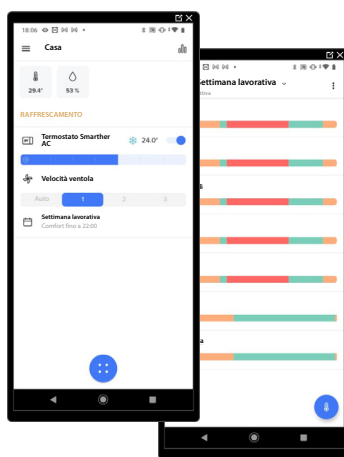 18:06
Casa
29.4°
53 %
RAFFRESCAMENTO
Termostato Smarther
AC
24.0°
Velocità ventola
Auto 1 2 3
Settimana lavorativa
Comfort fino a 22:00
Settimana lavorativa